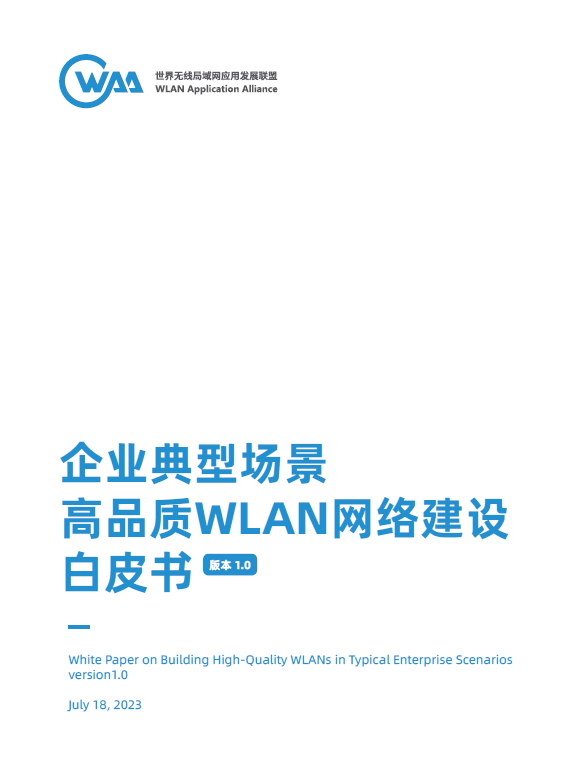 WAA
世界无线局域网应用发展联盟
WLAN Application Alliance
企业典型场景
高品质WLAN网络建设
白皮书 版本 1.0
White Paper on Building High-Quality WLANs in Typical Enterprise Scenarios
version1.0
July 18, 2023